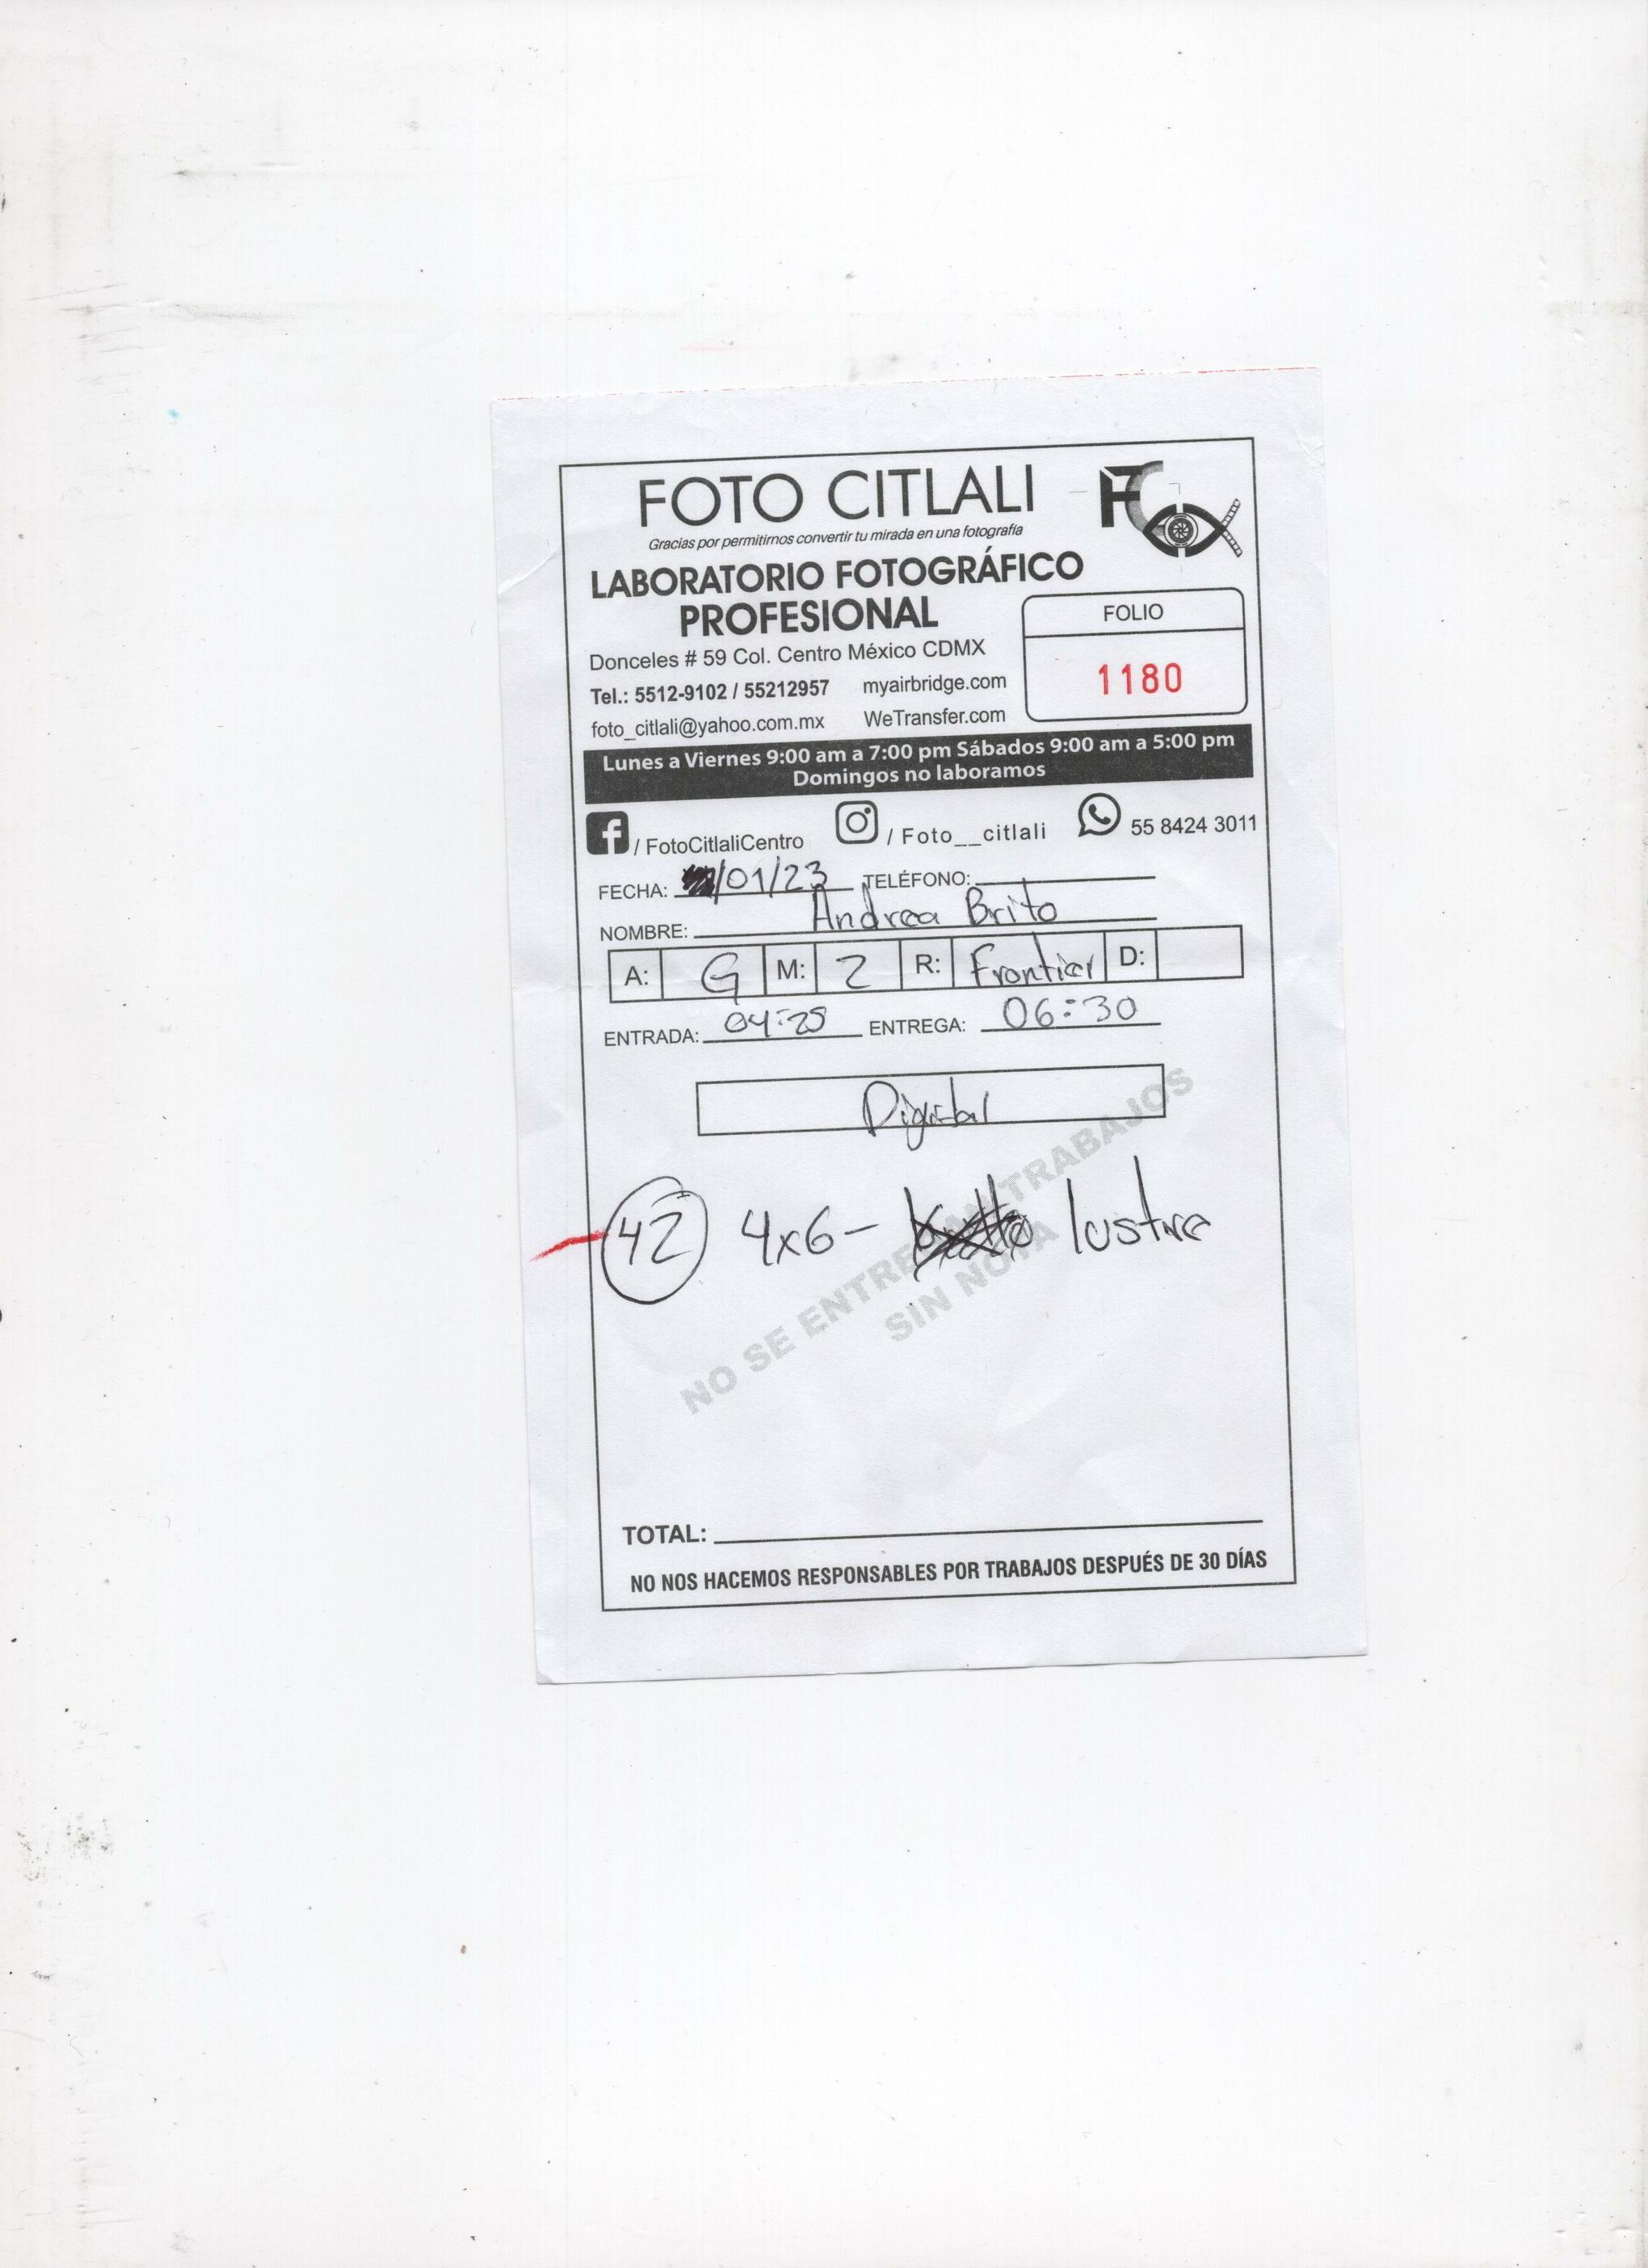 FOTO CITLALI
FC
Gracias por permitirnos convertir tu mirada en una fotografía
LABORATORIO FOTOGRÁFICO
PROFESIONAL
FOLIO
1180
Donceles # 59 Col. Centro México CDMX
Tel.: 5512-9102 / 55212957 myairbridge.com
foto_citlali@yahoo.com.mx WeTransfer.com
Lunes a Viernes 9:00 am a 7:00 pm Sábados 9:00 am a 5:00 pm
Domingos no laboramos
/ FotoCitlaliCentro / Foto__citlali 55 8424 3011
FECHA: /01/23 TELÉFONO:
NOMBRE: Andrea Brito
A: G M: 2 R: Frontier D:
ENTRADA: 04:25 ENTREGA: 06:30
Digital
42 4x6 - lustre
NO SE ENTREGAN TRABAJOS
SIN NOTA
TOTAL:
NO NOS HACEMOS RESPONSABLES POR TRABAJOS DESPUÉS DE 30 DÍAS